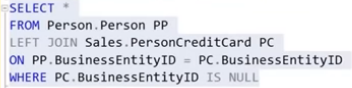 SELECT *
FROM Person.Person PP
LEFT JOIN Sales.PersonCreditCard PC
ON PP.BusinessEntityID = PC.BusinessEntityID
WHERE PC.BusinessEntityID IS NULL